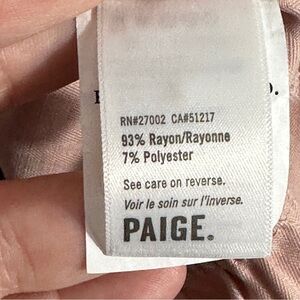 RN#27002 CA#51217
93% Rayon/Rayonne
7% Polyester
See care on reverse.
Voir le soin sur l'inverse.
PAIGE.